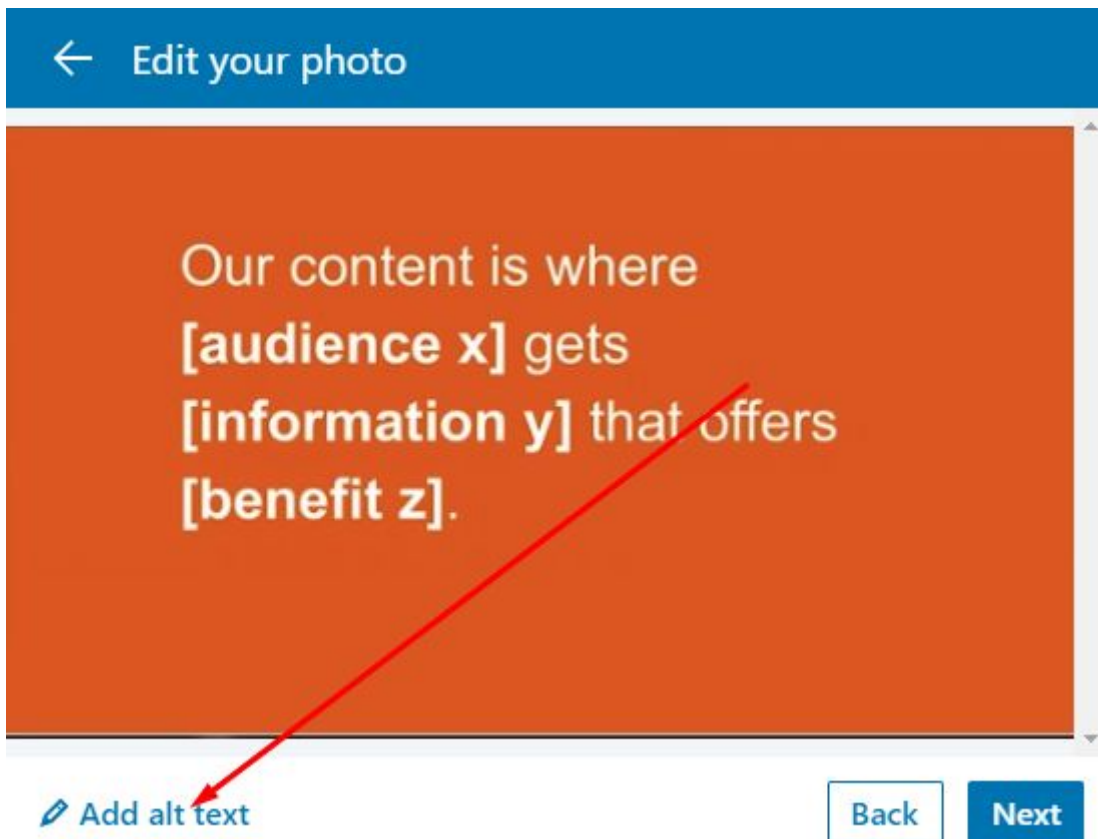 Edit your photo
Our content is where
[audience x] gets
[information y] that offers
[benefit z].
Add alt text
Back
Next